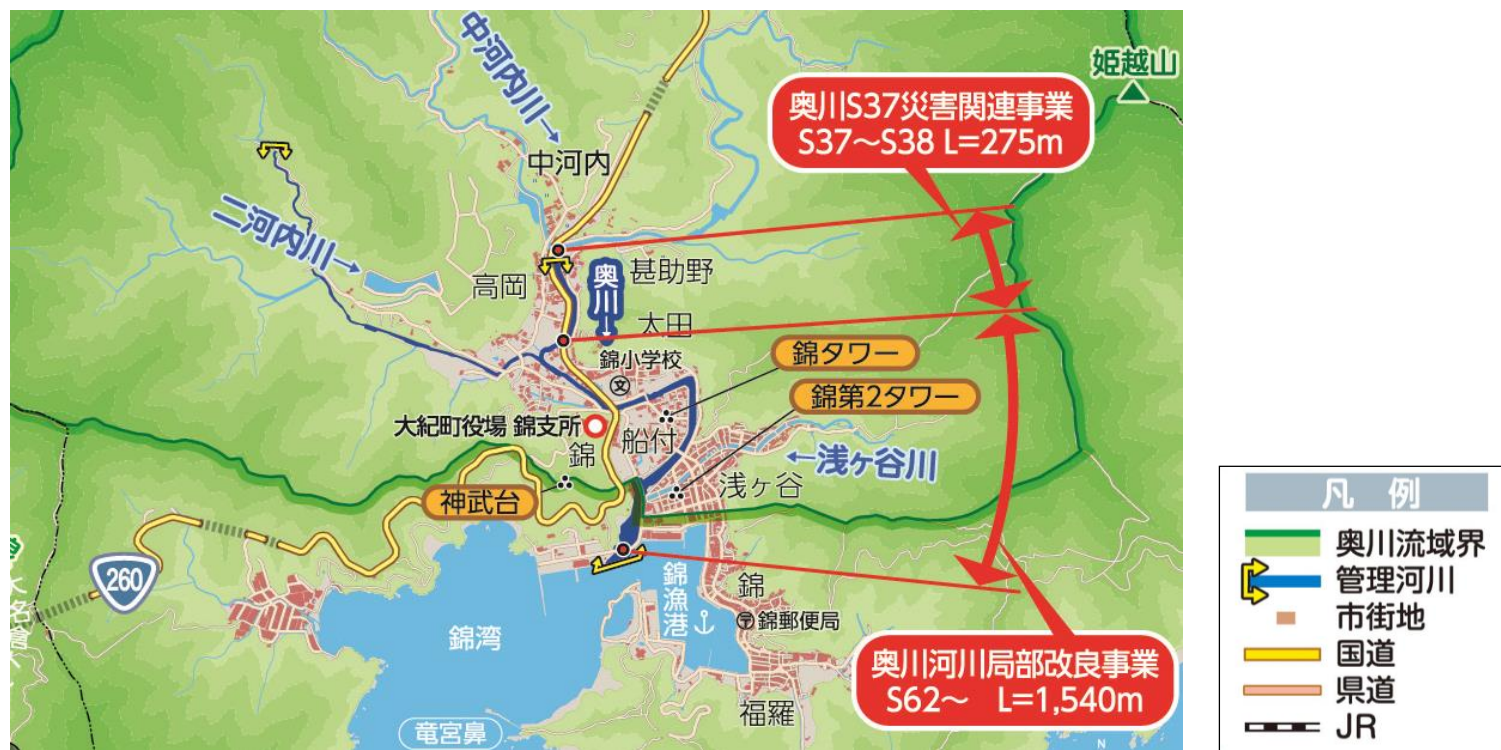 姫越山
奥川S37災害関連事業
S37～S38 L=275m
中河内川
中河内
二河内川
高岡
奥川
甚助野
太田
錦小学校
文
錦タワー
錦第2タワー
大紀町役場 錦支所
船付
錦
浅ヶ谷川
浅ヶ谷
神武台
260
大名倉
錦漁港
錦
〒錦郵便局
錦湾
奥川河川局部改良事業
S62～ L=1,540m
福羅
竜宮鼻
N
凡 例
奥川流域界
管理河川
市街地
国道
県道
JR